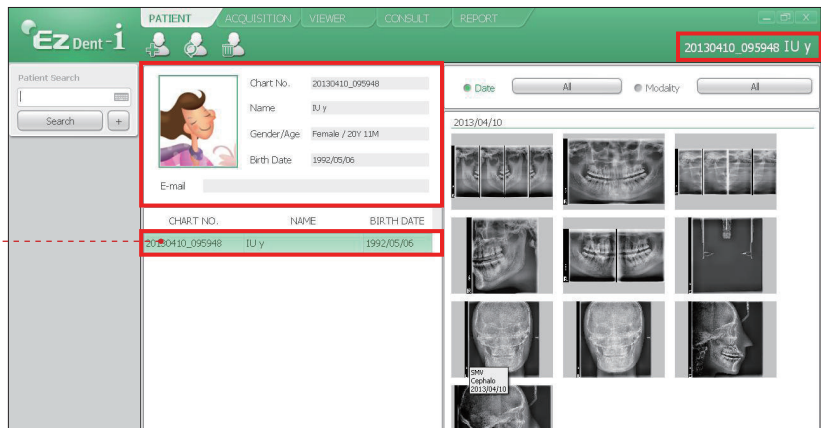 PATIENT ACQUISITION VIEWER CONSULT REPORT
Ez Dent-i
20130410_095948 IU y
Patient Search
Search +
Chart No. 20130410_095948
Name IU y
Gender/Age Female / 20Y 11M
Birth Date 1992/05/06
E-mail
CHART NO. NAME BIRTH DATE
20130410_095948 IU y 1992/05/06
Date All Modality All
2013/04/10
SMV
Cephalo
2013/04/10